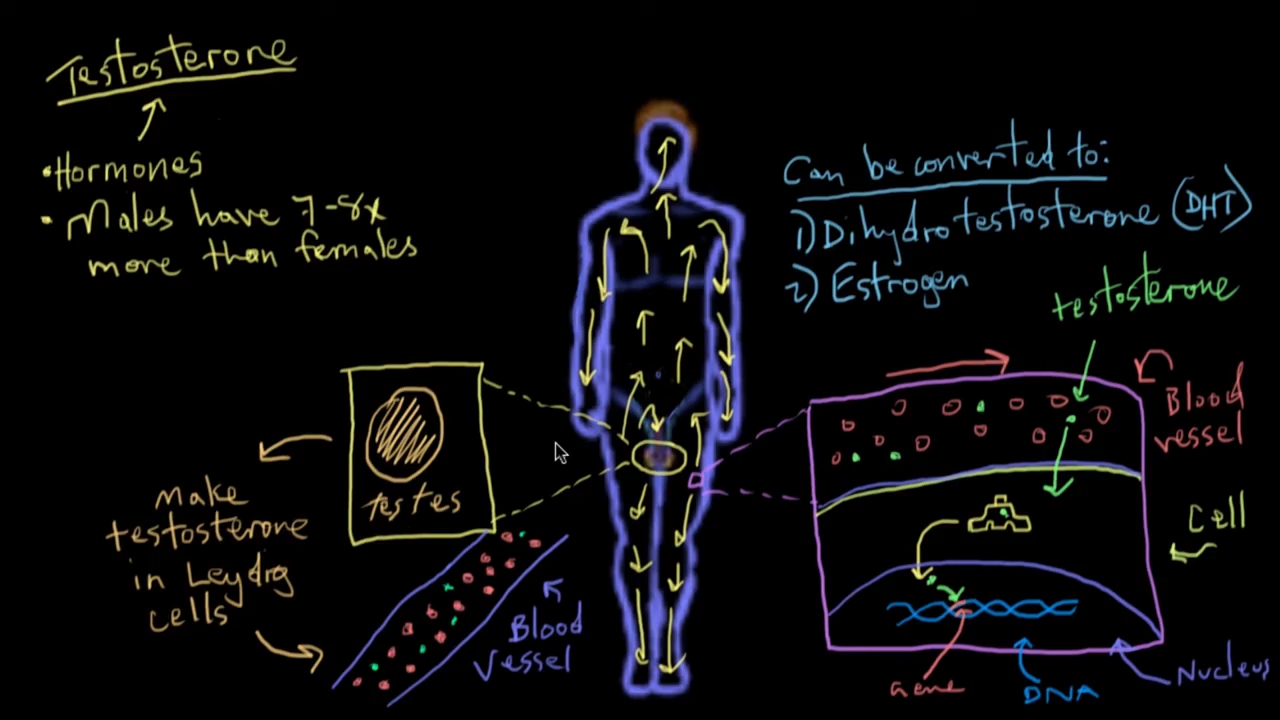 Testosterone
•Hormones
• Males have 7-8x
more than females
Can be converted to:
1) Dihydrotestosterone (DHT)
2) Estrogen
testosterone
Blood
vessel
Cell
Nucleus
DNA
gene
testes
Make
testosterone
in Leydig
cells
Blood
vessel